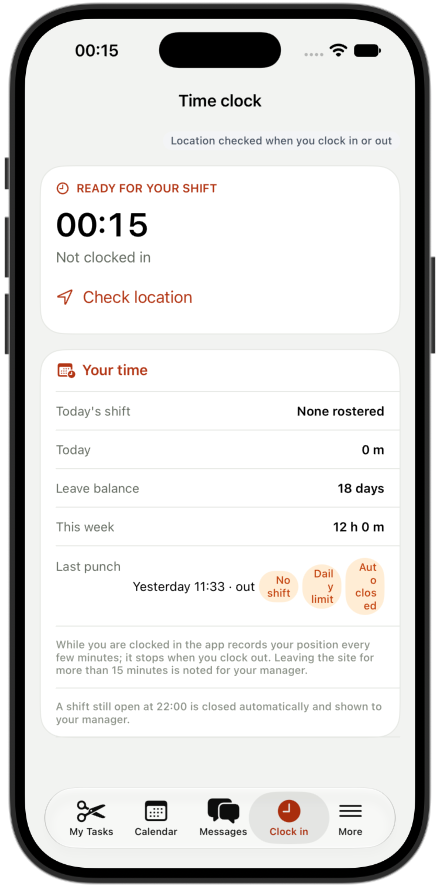 00:15
Time clock
Location checked when you clock in or out
READY FOR YOUR SHIFT
00:15
Not clocked in
Check location
Your time
Today's shift None rostered
Today 0 m
Leave balance 18 days
This week 12 h 0 m
Last punch
Yesterday 11:33 · out
No
shift
Dail
y
limit
Aut
o
clos
ed
While you are clocked in the app records your position every
few minutes; it stops when you clock out. Leaving the site for
more than 15 minutes is noted for your manager.
A shift still open at 22:00 is closed automatically and shown to
your manager.
My Tasks Calendar Messages Clock in More